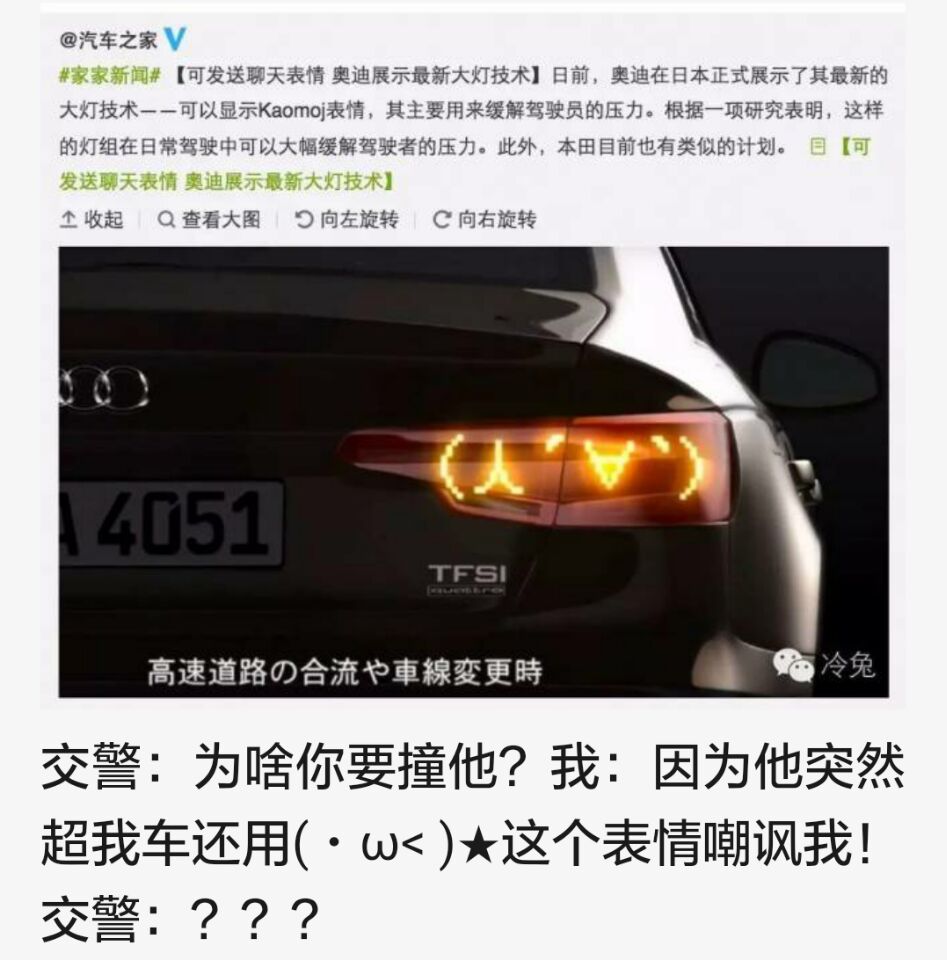 @汽车之家
#家家新闻# 【可发送聊天表情 奥迪展示最新大灯技术】日前，奥迪在日本正式展示了其最新的
大灯技术——可以显示Kaomoj表情，其主要用来缓解驾驶员的压力。根据一项研究表明，这样
的灯组在日常驾驶中可以大幅缓解驾驶者的压力。此外，本田目前也有类似的计划。 【可
发送聊天表情 奥迪展示最新大灯技术】
收起 查看大图 向左旋转 向右旋转
(人´∀`)
A 4051
TFSI
quattro
高速道路の合流や車線変更時
冷兔
交警：为啥你要撞他？我：因为他突然
超我车还用(・ω< )★这个表情嘲讽我！
交警：？？？